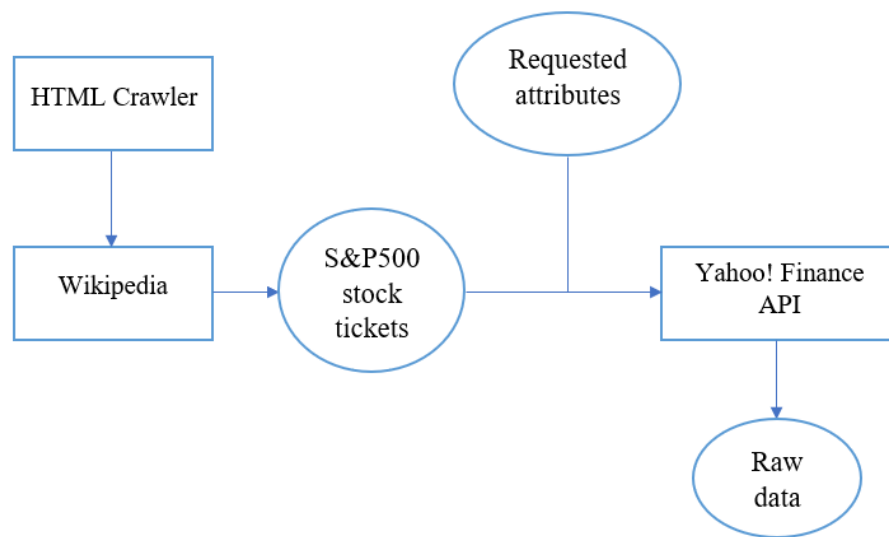 Requested
attributes
HTML Crawler
Wikipedia
S&P500
stock
tickets
Yahoo! Finance
API
Raw
data